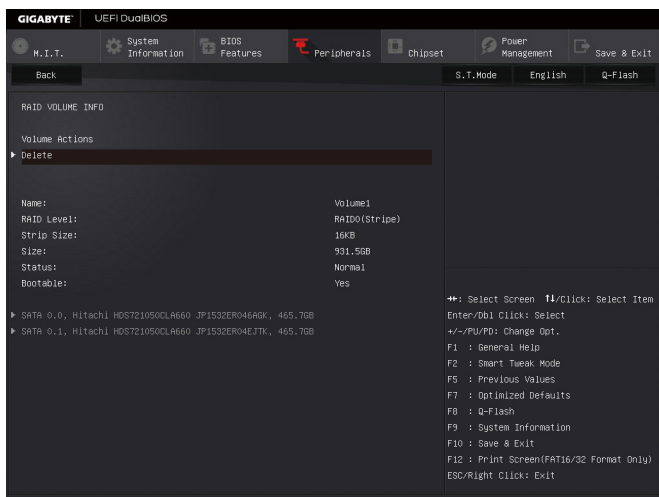 GIGABYTE™ UEFI DualBIOS
M.I.T.
System Information
BIOS Features
Peripherals
Chipset
Power Management
Save & Exit
Back
S.T.Mode English Q-Flash
RAID VOLUME INFO
Volume Actions
Delete
Name: Volume1
RAID Level: RAID0(Stripe)
Strip Size: 16KB
Size: 931.5GB
Status: Normal
Bootable: Yes
SATA 0.0, Hitachi HDS721050CLA660 JP1532ER046AGK, 465.7GB
SATA 0.1, Hitachi HDS721050CLA660 JP1532ER04EJTK, 465.7GB
→←: Select Screen ↑↓/Click: Select Item
Enter/Dbl Click: Select
+/-/PU/PD: Change Opt.
F1 : General Help
F2 : Smart Tweak Mode
F5 : Previous Values
F7 : Optimized Defaults
F8 : Q-Flash
F9 : System Information
F10 : Save & Exit
F12 : Print Screen(FAT16/32 Format Only)
ESC/Right Click: Exit